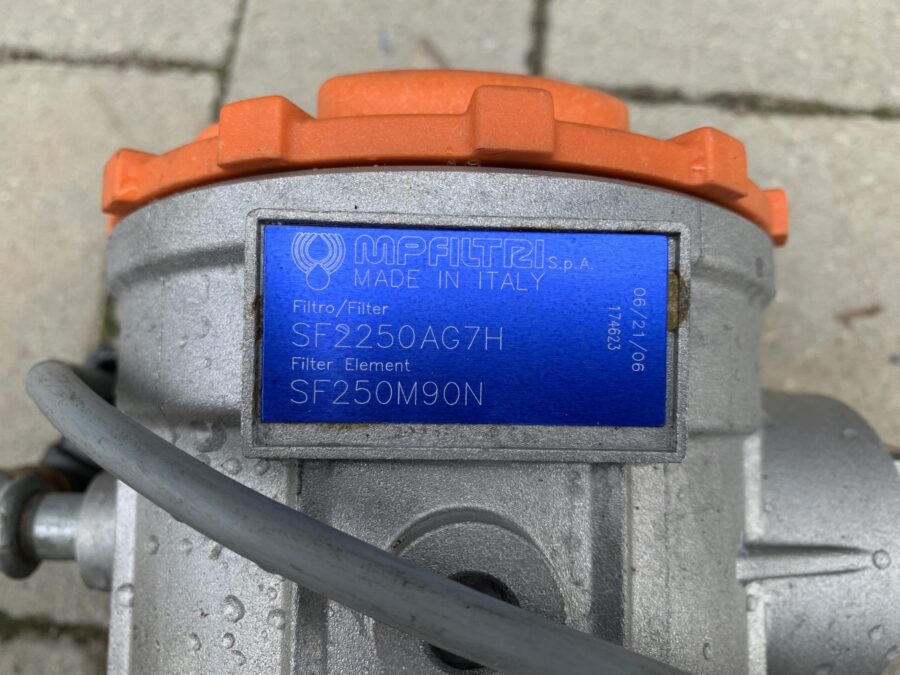 MPFILTRI S.p.A.
MADE IN ITALY
Filtro/Filter
SF2250AG7H
Filter Element
SF250M90N
06/21/06
174623